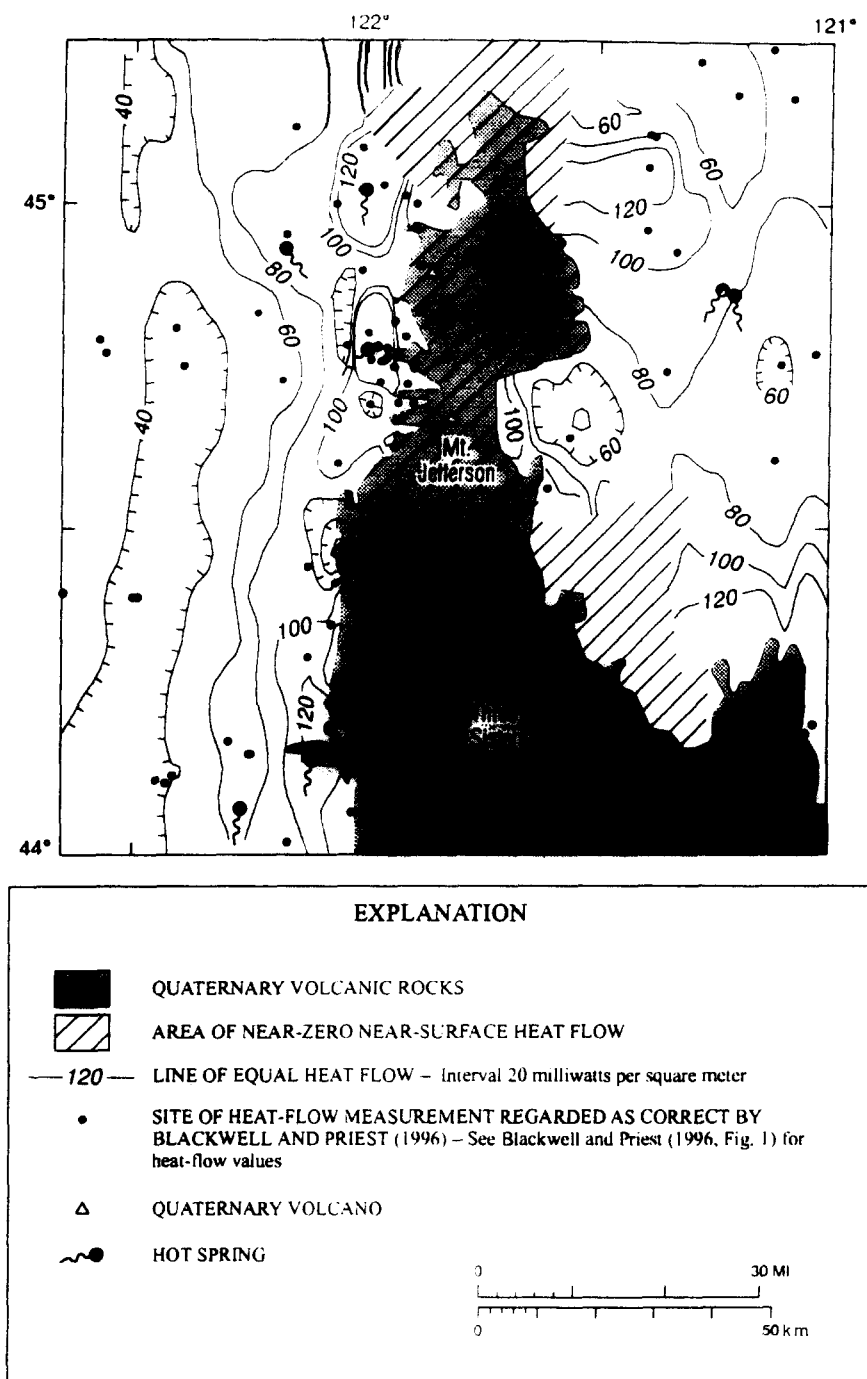 122°
121°
40
60
120
60
45°
120
100
100
80
60
80
40
60
100
100
60
Mt.
Jefferson
80
100
120
100
120
44°
EXPLANATION
QUATERNARY VOLCANIC ROCKS
AREA OF NEAR-ZERO NEAR-SURFACE HEAT FLOW
120
LINE OF EQUAL HEAT FLOW – Interval 20 milliwatts per square meter
SITE OF HEAT-FLOW MEASUREMENT REGARDED AS CORRECT BY
BLACKWELL AND PRIEST (1996) – See Blackwell and Priest (1996, Fig. 1) for
heat-flow values
QUATERNARY VOLCANO
HOT SPRING
0
30 MI
0
50 km